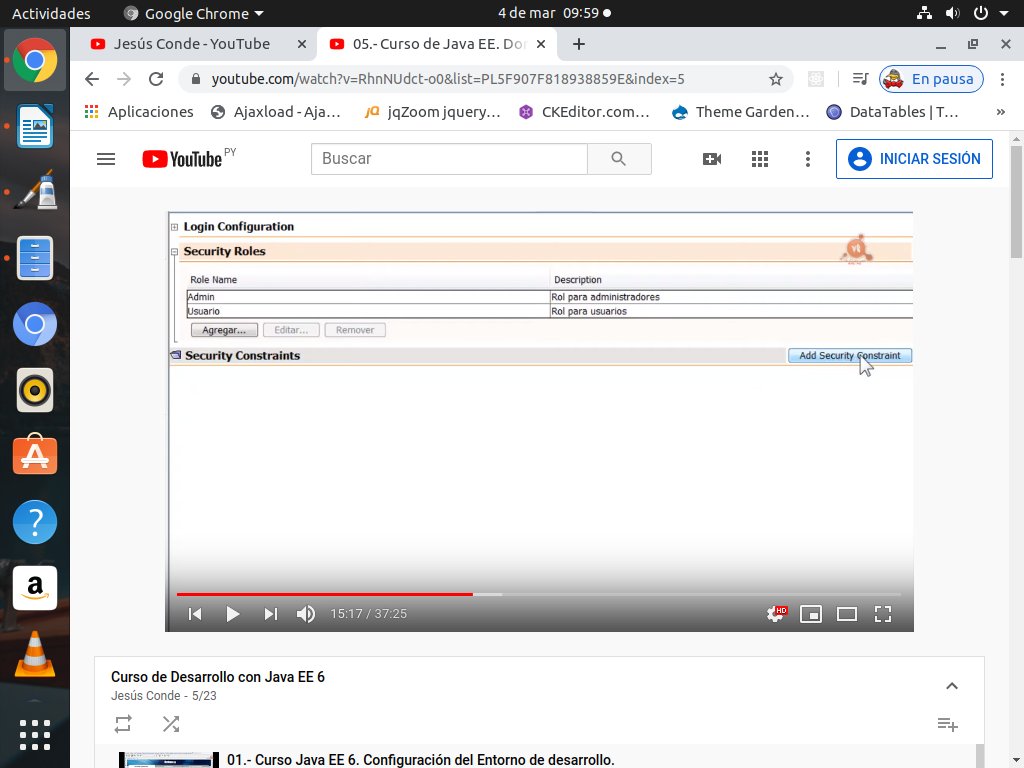 Actividades Google Chrome 4 de mar 09:59
Jesús Conde - YouTube 05.- Curso de Java EE. Dor
youtube.com/watch?v=RhnNUdct-o0&list=PL5F907F818938859E&index=5 En pausa
Aplicaciones Ajaxload - Aja... jQ jqZoom jquery... CKEditor.com... Theme Garden... DataTables | T... »
YouTube PY Buscar INICIAR SESIÓN
Login Configuration
Security Roles
Role Name Description
Admin Rol para administradores
Usuario Rol para usuarios
Agregar... Editar... Remover
Security Constraints Add Security Constraint
15:17 / 37:25 HD
Curso de Desarrollo con Java EE 6
Jesús Conde - 5/23
01.- Curso Java EE 6. Configuración del Entorno de desarrollo.